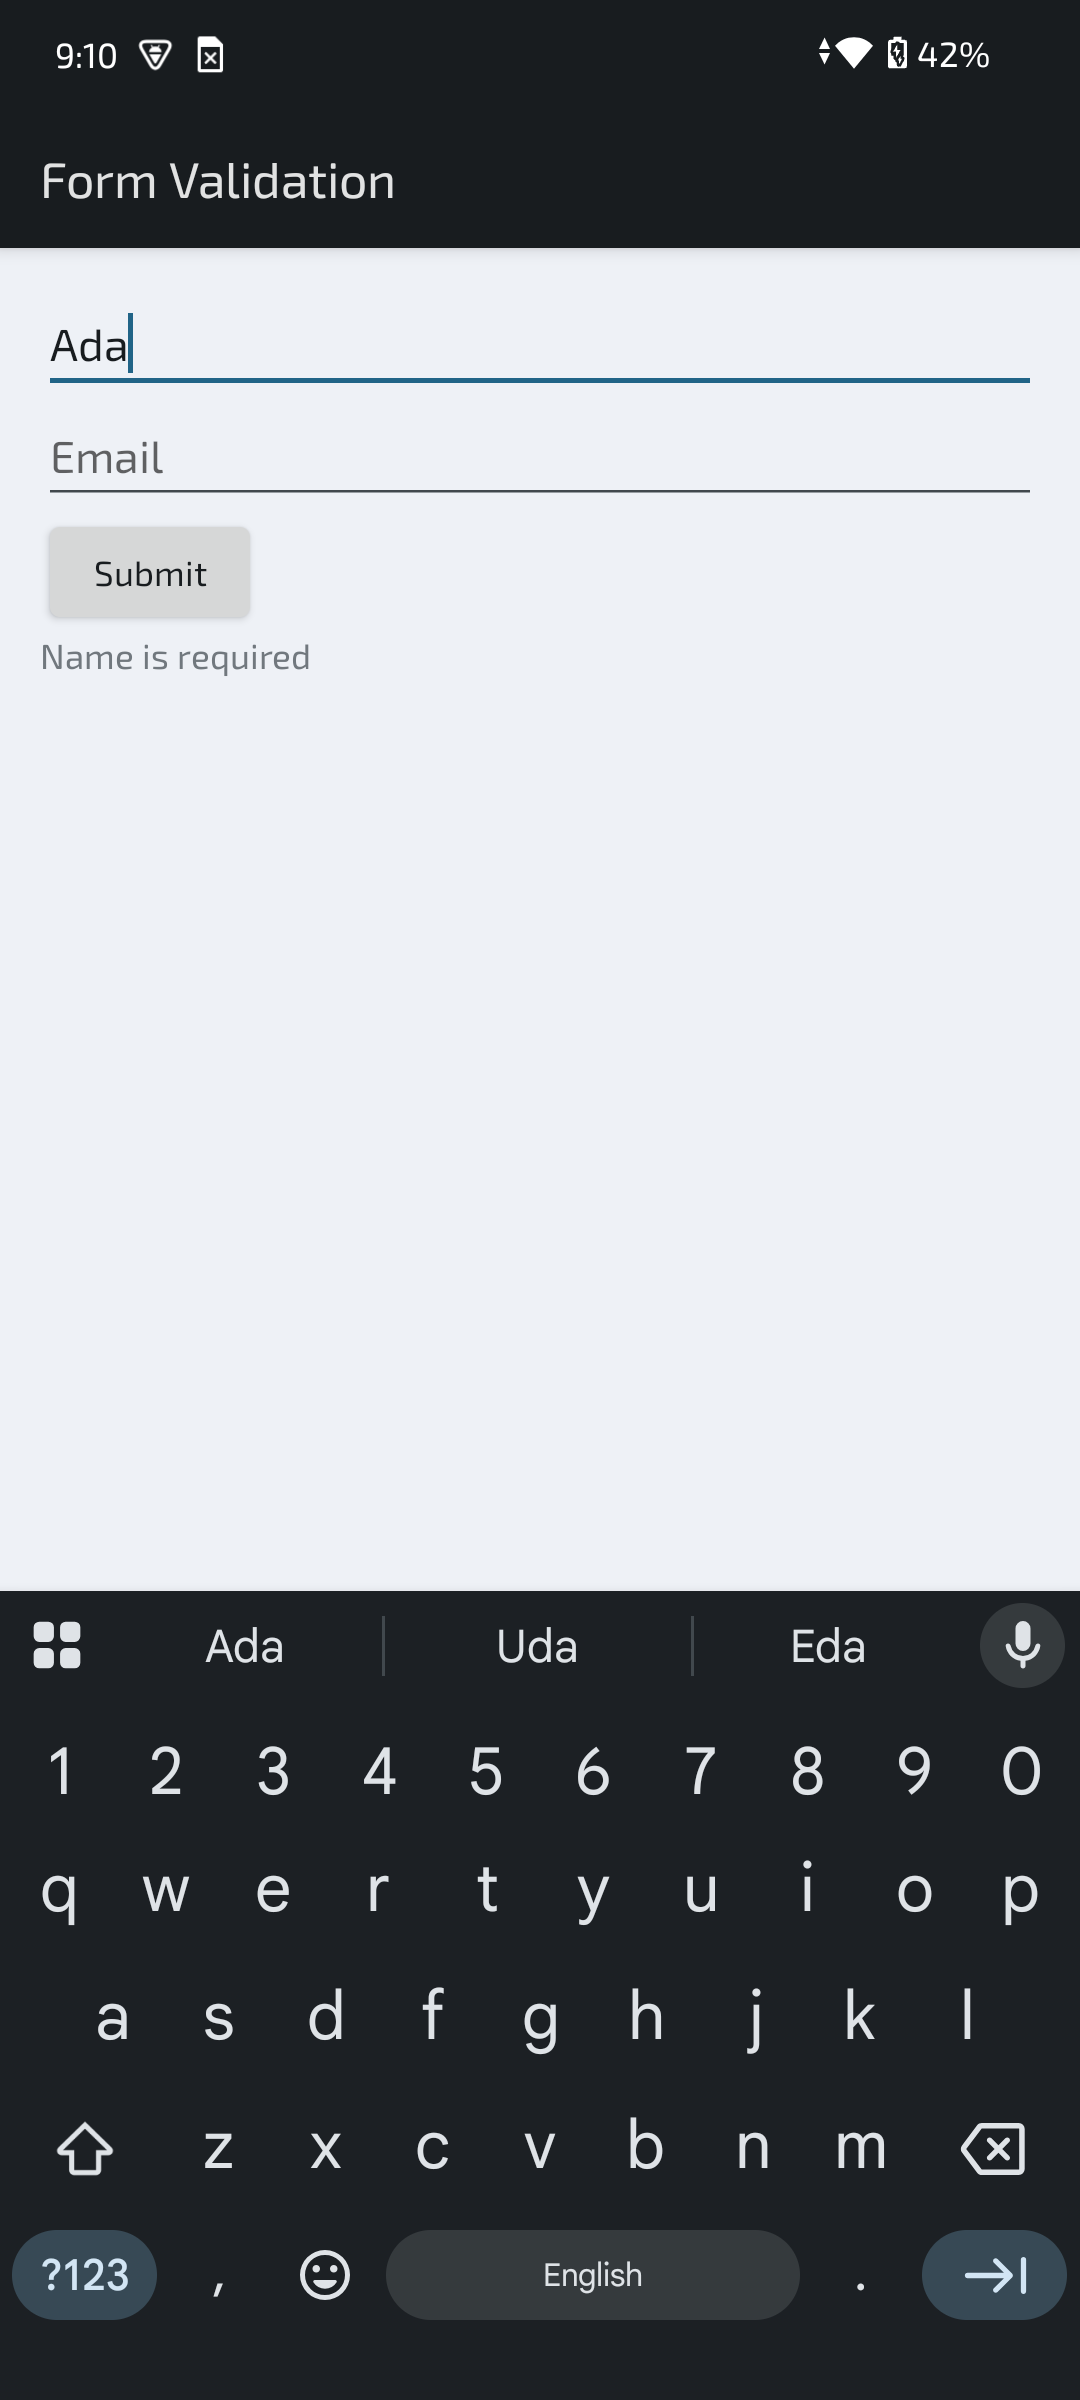 9:10 42%
Form Validation
Ada
Email
Submit
Name is required
Ada Uda Eda
1 2 3 4 5 6 7 8 9 0
q w e r t y u i o p
a s d f g h j k l
z x c v b n m
?123 , English .